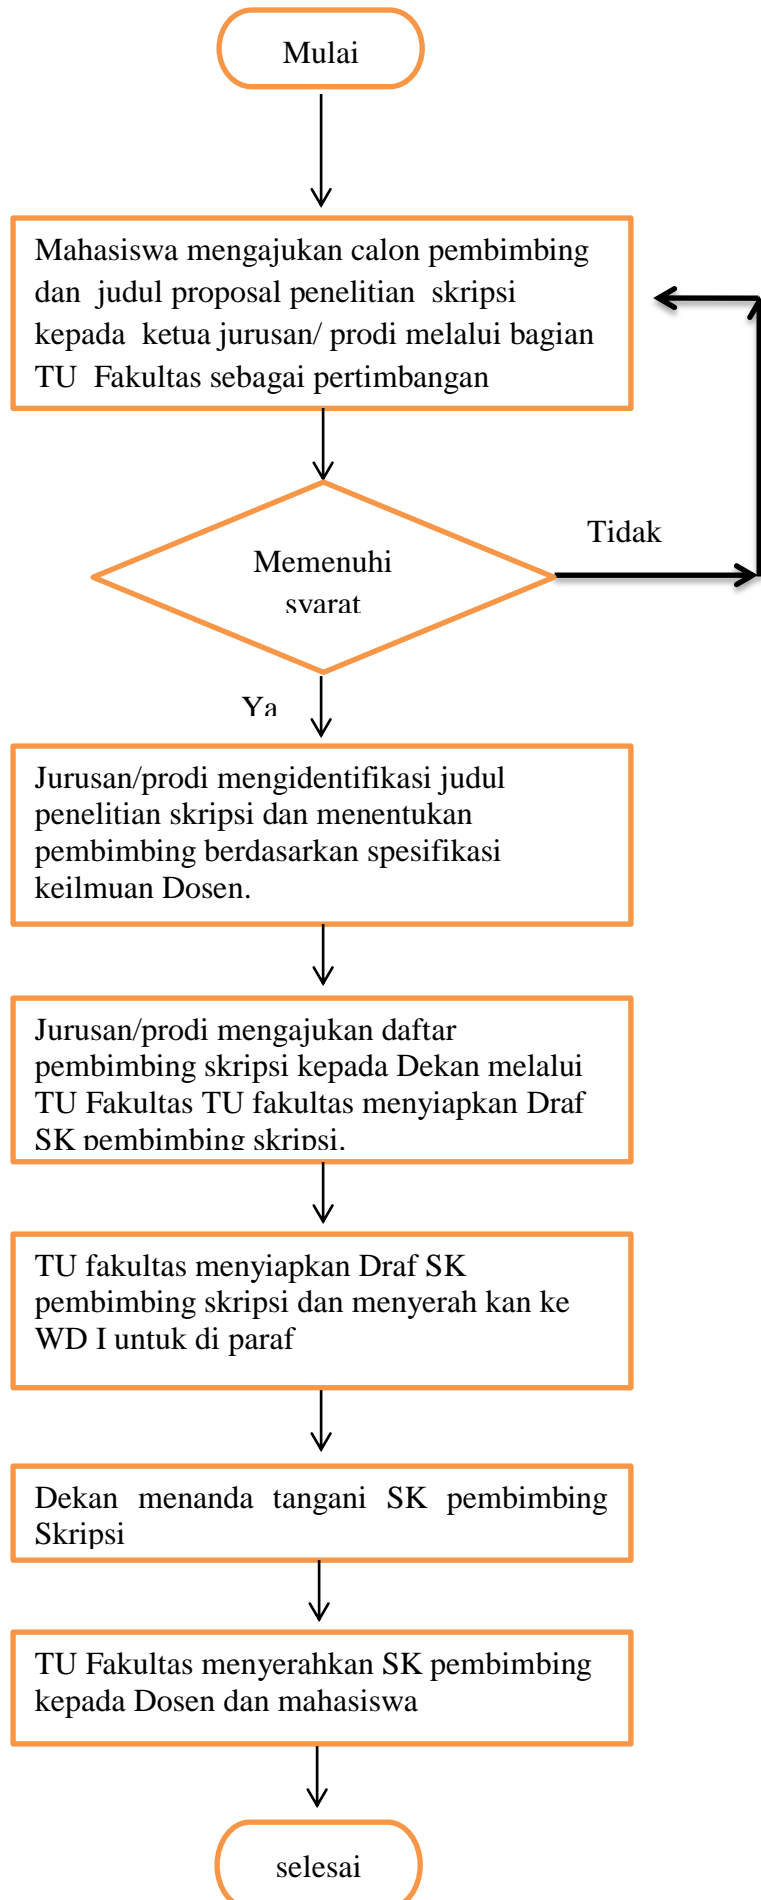 Mulai
Mahasiswa mengajukan calon pembimbing
dan judul proposal penelitian skripsi
kepada ketua jurusan/ prodi melalui bagian
TU Fakultas sebagai pertimbangan
Memenuhi
syarat
Tidak
Ya
Jurusan/prodi mengidentifikasi judul
penelitian skripsi dan menentukan
pembimbing berdasarkan spesifikasi
keilmuan Dosen.
Jurusan/prodi mengajukan daftar
pembimbing skripsi kepada Dekan melalui
TU Fakultas TU fakultas menyiapkan Draf
SK pembimbing skripsi.
TU fakultas menyiapkan Draf SK
pembimbing skripsi dan menyerah kan ke
WD I untuk di paraf
Dekan menanda tangani SK pembimbing
Skripsi
TU Fakultas menyerahkan SK pembimbing
kepada Dosen dan mahasiswa
selesai